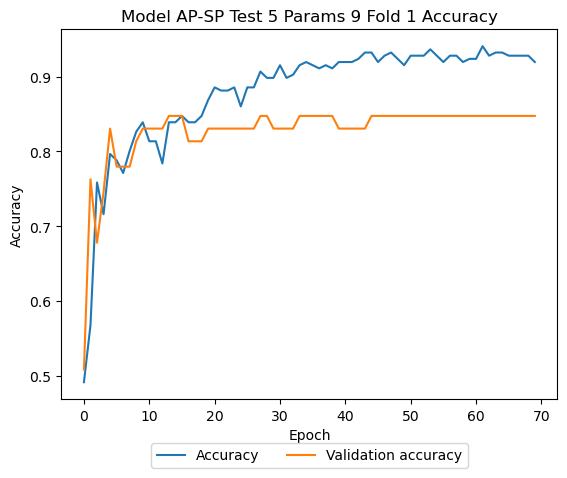 Model AP-SP Test 5 Params 9 Fold 1 Accuracy
Accuracy
0.9
0.8
0.7
0.6
0.5
0 10 20 30 40 50 60 70
Epoch
Accuracy Validation accuracy